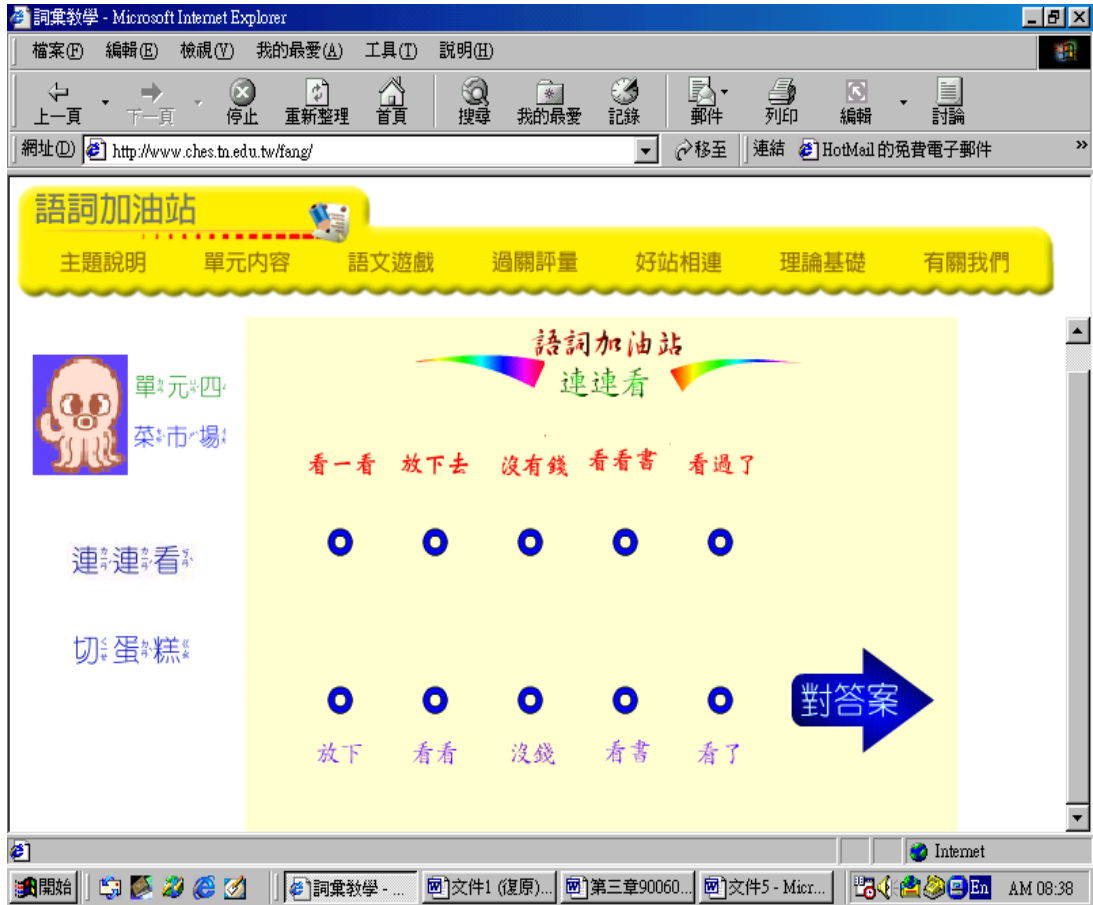 詞彙教學 - Microsoft Internet Explorer
檔案(F) 編輯(E) 檢視(V) 我的最愛(A) 工具(T) 說明(H)
上一頁 下一頁 停止 重新整理 首頁 搜尋 我的最愛 記錄 郵件 列印 編輯 討論
網址(D) http://www.ches.tn.edu.tw/fang/ 移至 連結 HotMail 的免費電子郵件 »
語詞加油站
主題說明 單元内容 語文遊戲 過關評量 好站相連 理論基礎 有關我們
語詞加油站
連連看
單元四
菜市場
看一看 放下去 沒有錢 看看書 看過了
連連看
切蛋糕
對答案
放下 看看 沒錢 看書 看了
Internet
開始 詞彙教學 - ... 文件1 (復原)... 第三章90060... 文件5 - Micr... En AM 08:38